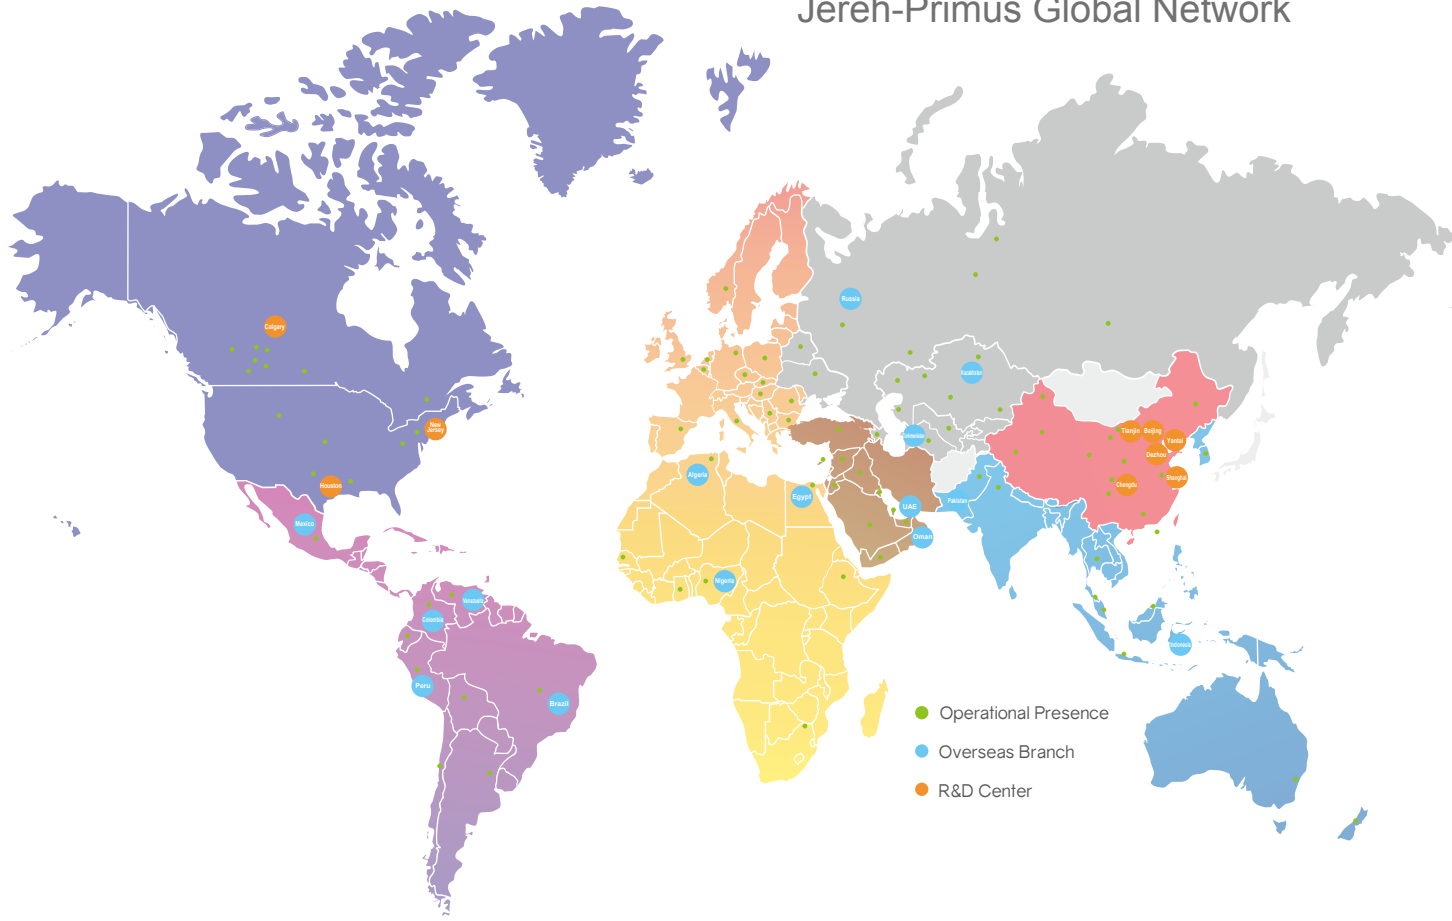 Jereh-Primus Global Network
Russia
Calgary
Kazakhstan
New
Jersey
Tianjin
Beijing
Yantai
Turkmenistan
Dezhou
Algeria
Houston
Chengdu
Shanghai
Egypt
Pakistan
UAE
Mexico
Oman
Nigeria
Venezuela
Colombia
Indonesia
Peru
Brazil
Operational Presence
Overseas Branch
R&D Center